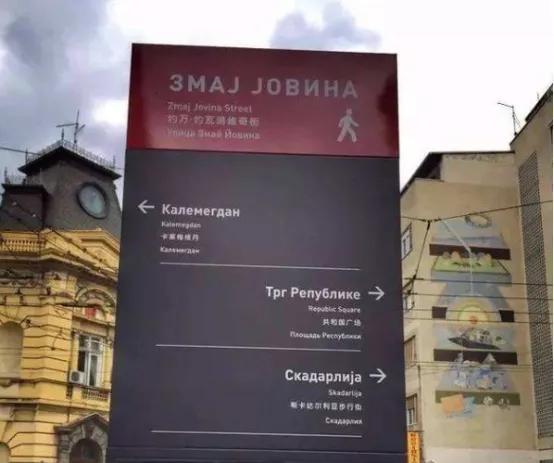 ЗМАЈ ЈОВИНА
Zmaj Jovina Street
约万·约瓦诺维奇街
Улица Змай Йовина
← Калемегдан
Kalemegdan
卡莱梅格丹
Калемегдан
Трг Републике →
Republic Square
共和国广场
Площадь Республики
Скадарлија →
Skadarlija
斯卡达尔利亚步行街
Скадарлия